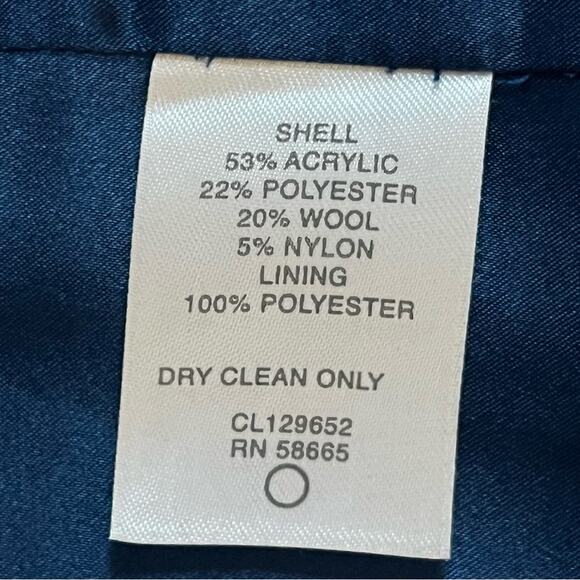 SHELL
53% ACRYLIC
22% POLYESTER
20% WOOL
5% NYLON
LINING
100% POLYESTER
DRY CLEAN ONLY
CL129652
RN 58665